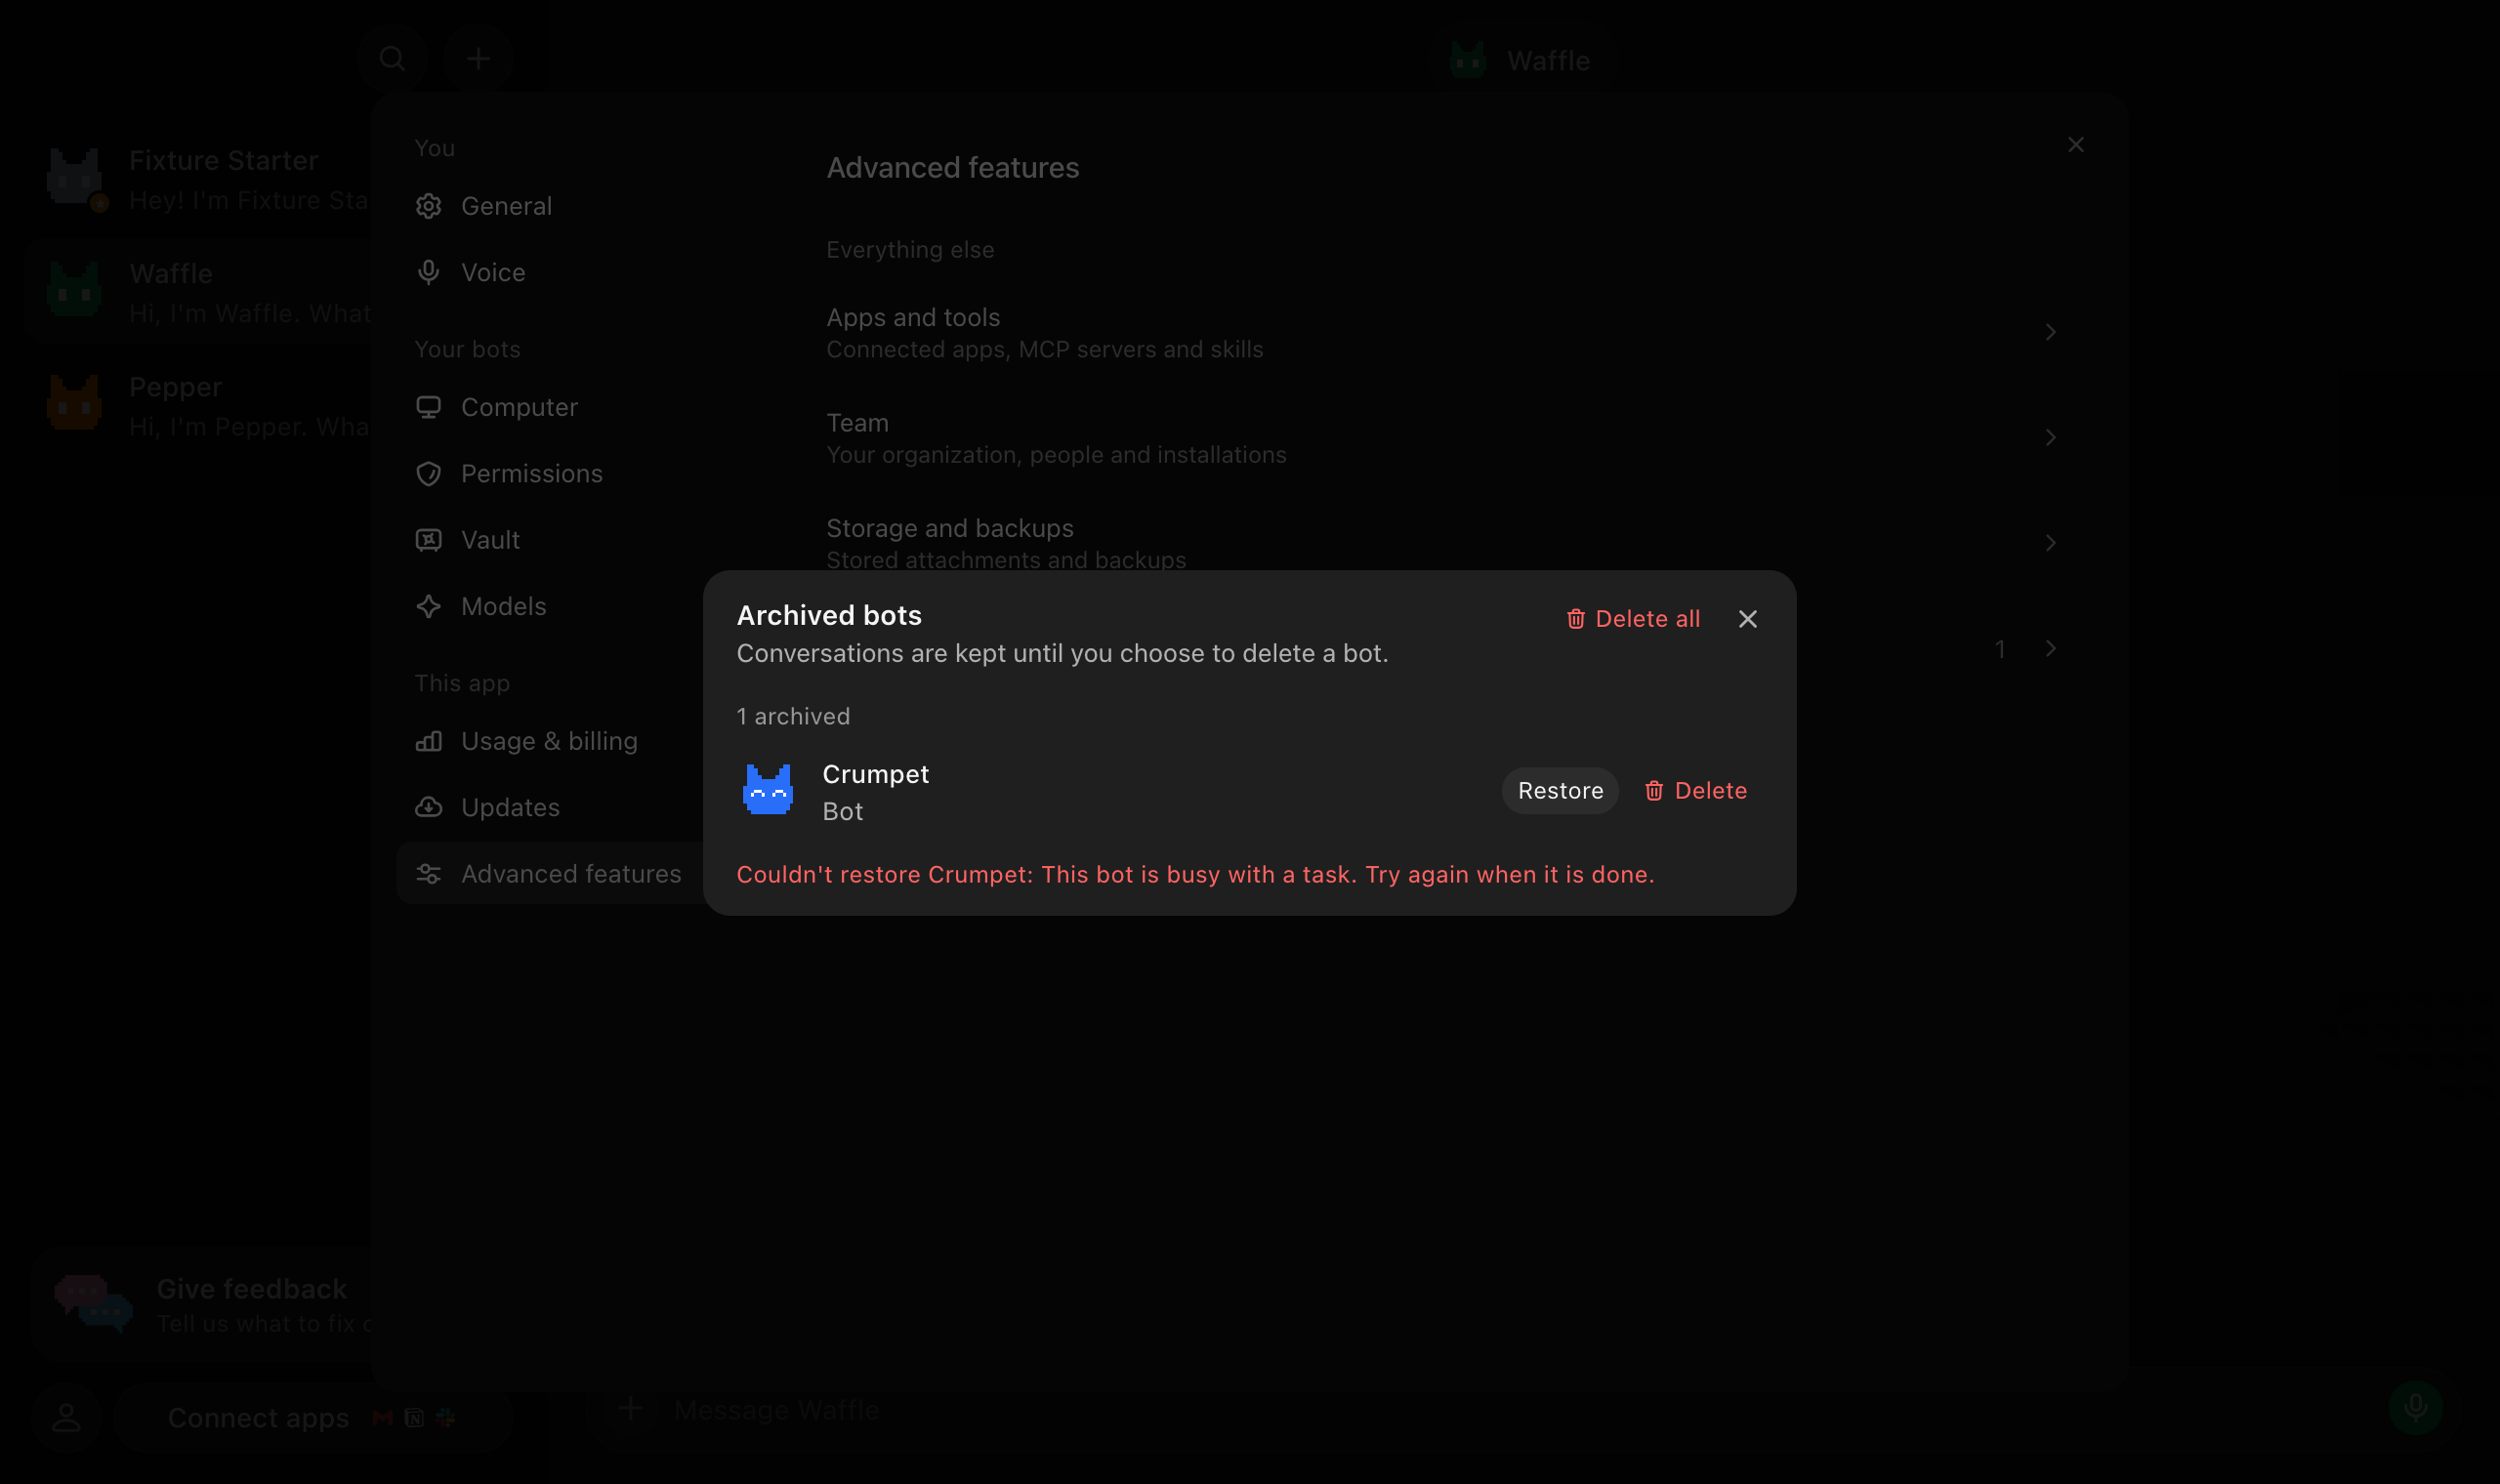 Waffle
Fixture Starter
Hey! I'm Fixture Sta
Waffle
Hi, I'm Waffle. What
Pepper
Hi, I'm Pepper. Wha
Give feedback
Tell us what to fix
Connect apps
You
General
Voice
Your bots
Computer
Permissions
Vault
Models
This app
Usage & billing
Updates
Advanced features
Advanced features
Everything else
Apps and tools
Connected apps, MCP servers and skills
Team
Your organization, people and installations
Storage and backups
Stored attachments and backups
1
Archived bots
Delete all
Conversations are kept until you choose to delete a bot.
1 archived
Crumpet
Bot
Restore
Delete
Couldn't restore Crumpet: This bot is busy with a task. Try again when it is done.
Message Waffle